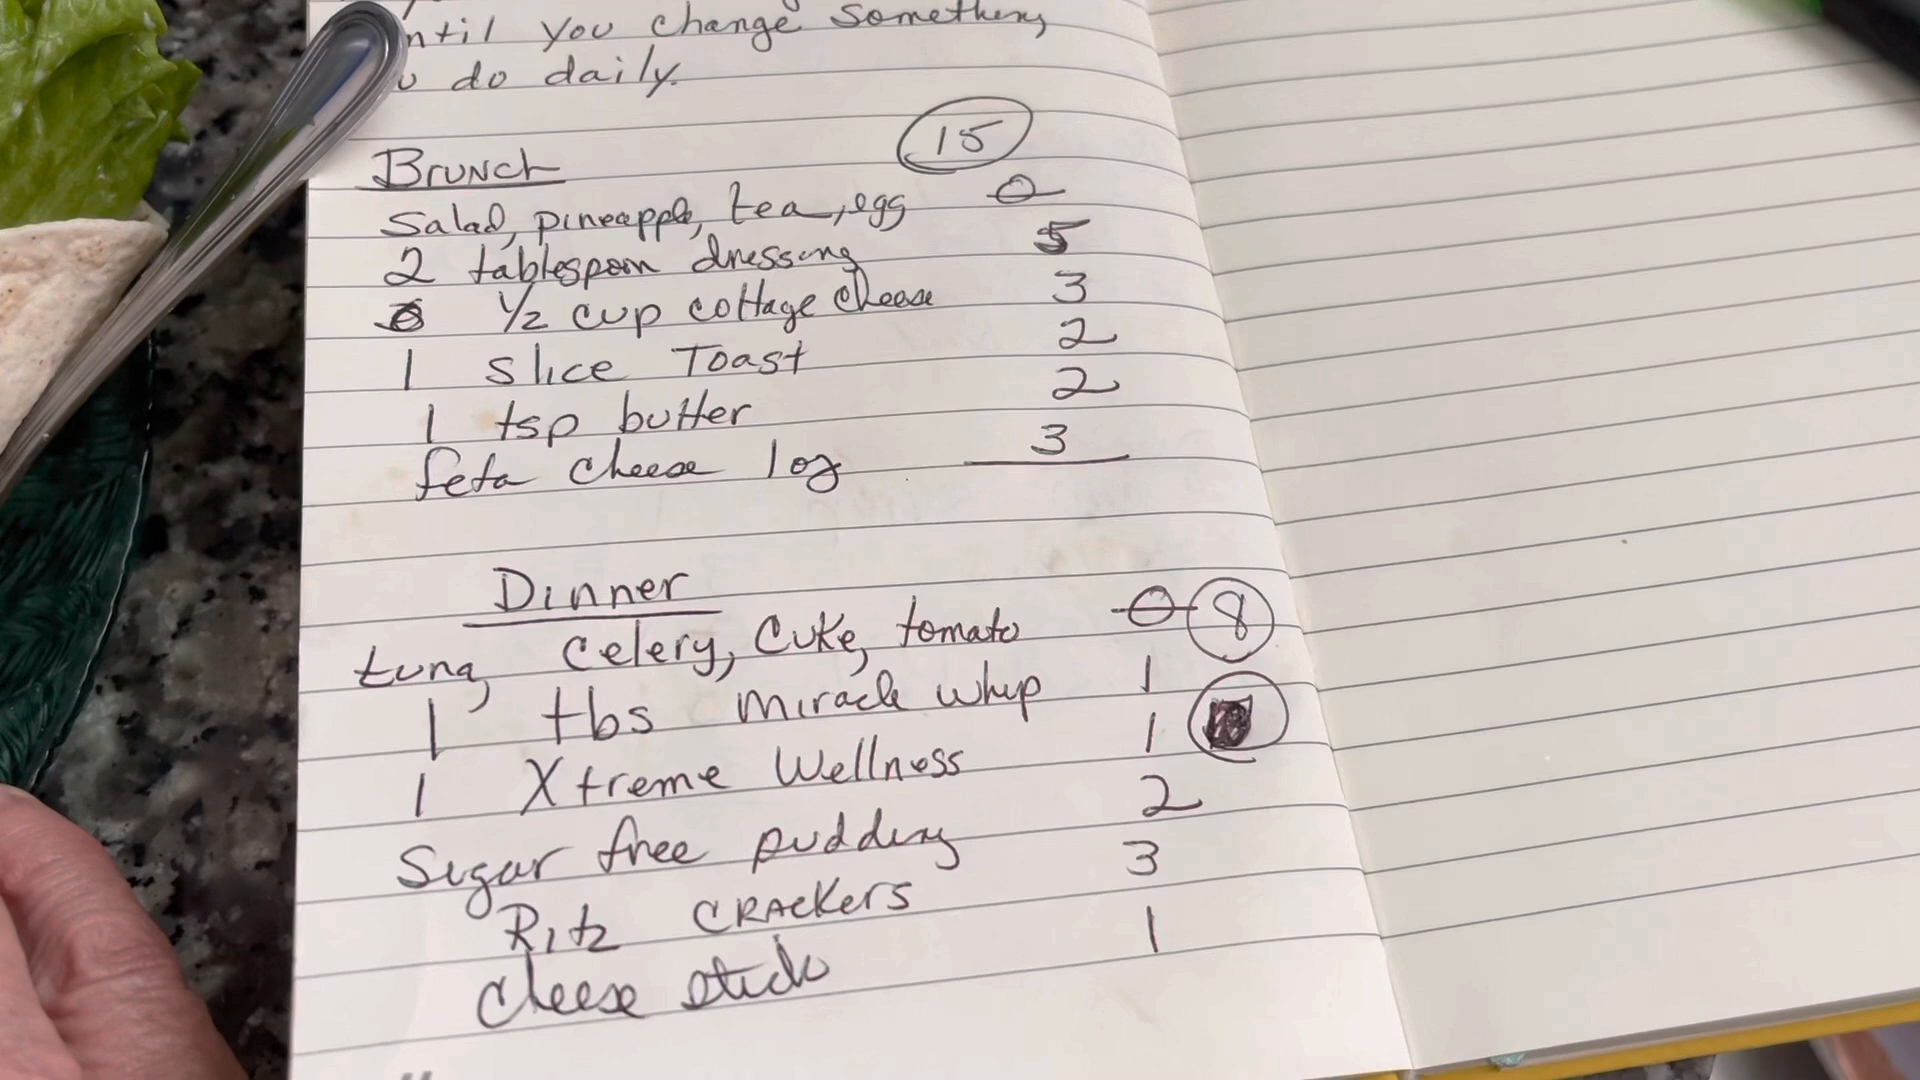 ntil you change something
u do daily.
15
Brunch
Salad, pineapple, tea, egg 0
2 tablespoon dressing 5
1/2 cup cottage cheese 3
1 slice Toast 2
1 tsp butter 2
feta cheese log 3
Dinner
tuna, celery, cuke, tomato 0 8
1 tbs miracle whip 1
1 Xtreme Wellness 1
Sugar free pudding 2
Ritz CRACKERS 3
Cheese stick 1